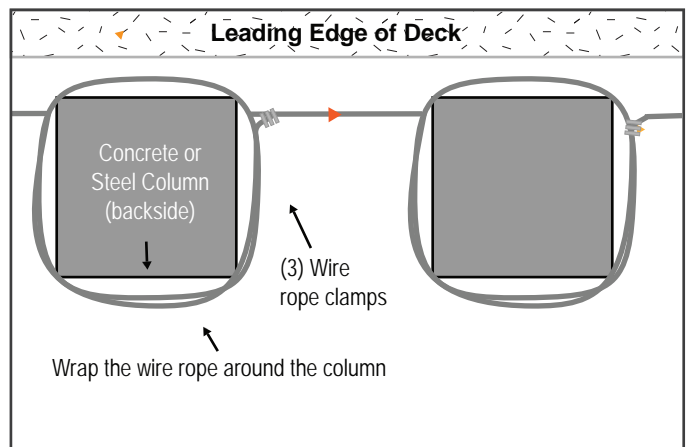 Leading Edge of Deck
Concrete or
Steel Column
(backside)
(3) Wire
rope clamps
Wrap the wire rope around the column